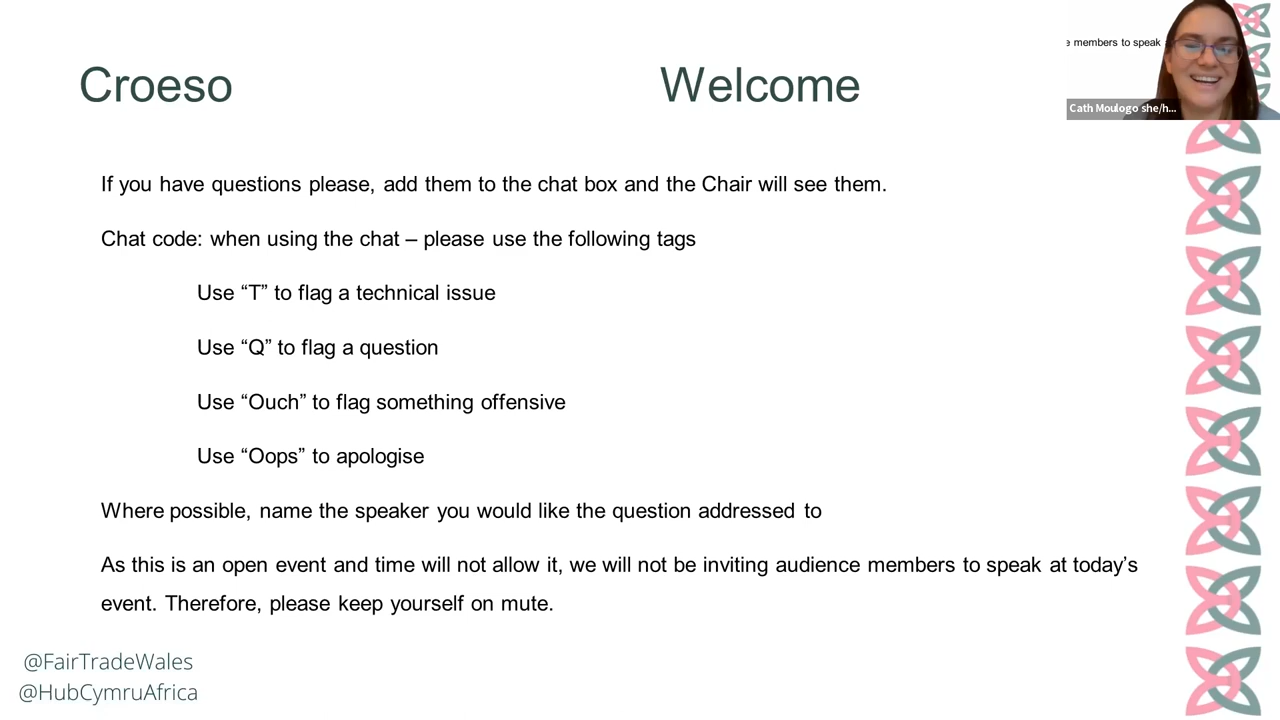 Croeso
Welcome
members to speak
Cath Moulogo she/h...
If you have questions please, add them to the chat box and the Chair will see them.
Chat code: when using the chat – please use the following tags
Use “T” to flag a technical issue
Use “Q” to flag a question
Use “Ouch” to flag something offensive
Use “Oops” to apologise
Where possible, name the speaker you would like the question addressed to
As this is an open event and time will not allow it, we will not be inviting audience members to speak at today’s
event. Therefore, please keep yourself on mute.
@FairTradeWales
@HubCymruAfrica